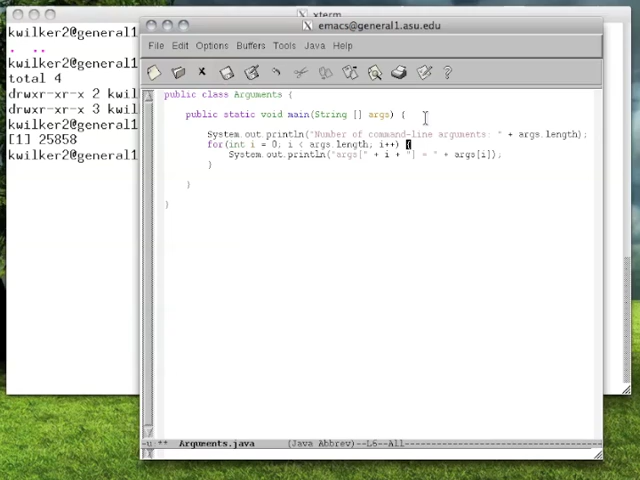 xterm
kwilker2@general1
. ..
kwilker2@general1
total 4
drwxr-xr-x 2 kwil
drwxr-xr-x 3 kwil
kwilker2@general1
[1] 25858
kwilker2@general1
emacs@general1.asu.edu
File Edit Options Buffers Tools Java Help
public class Arguments {
public static void main(String [] args) {
System.out.println("Number of command-line arguments: " + args.length);
for(int i = 0; i < args.length; i++) {
System.out.println("args[" + i + "] = " + args[i]);
}
}
}
-u:** Arguments.java (Java Abbrev)--L5--All